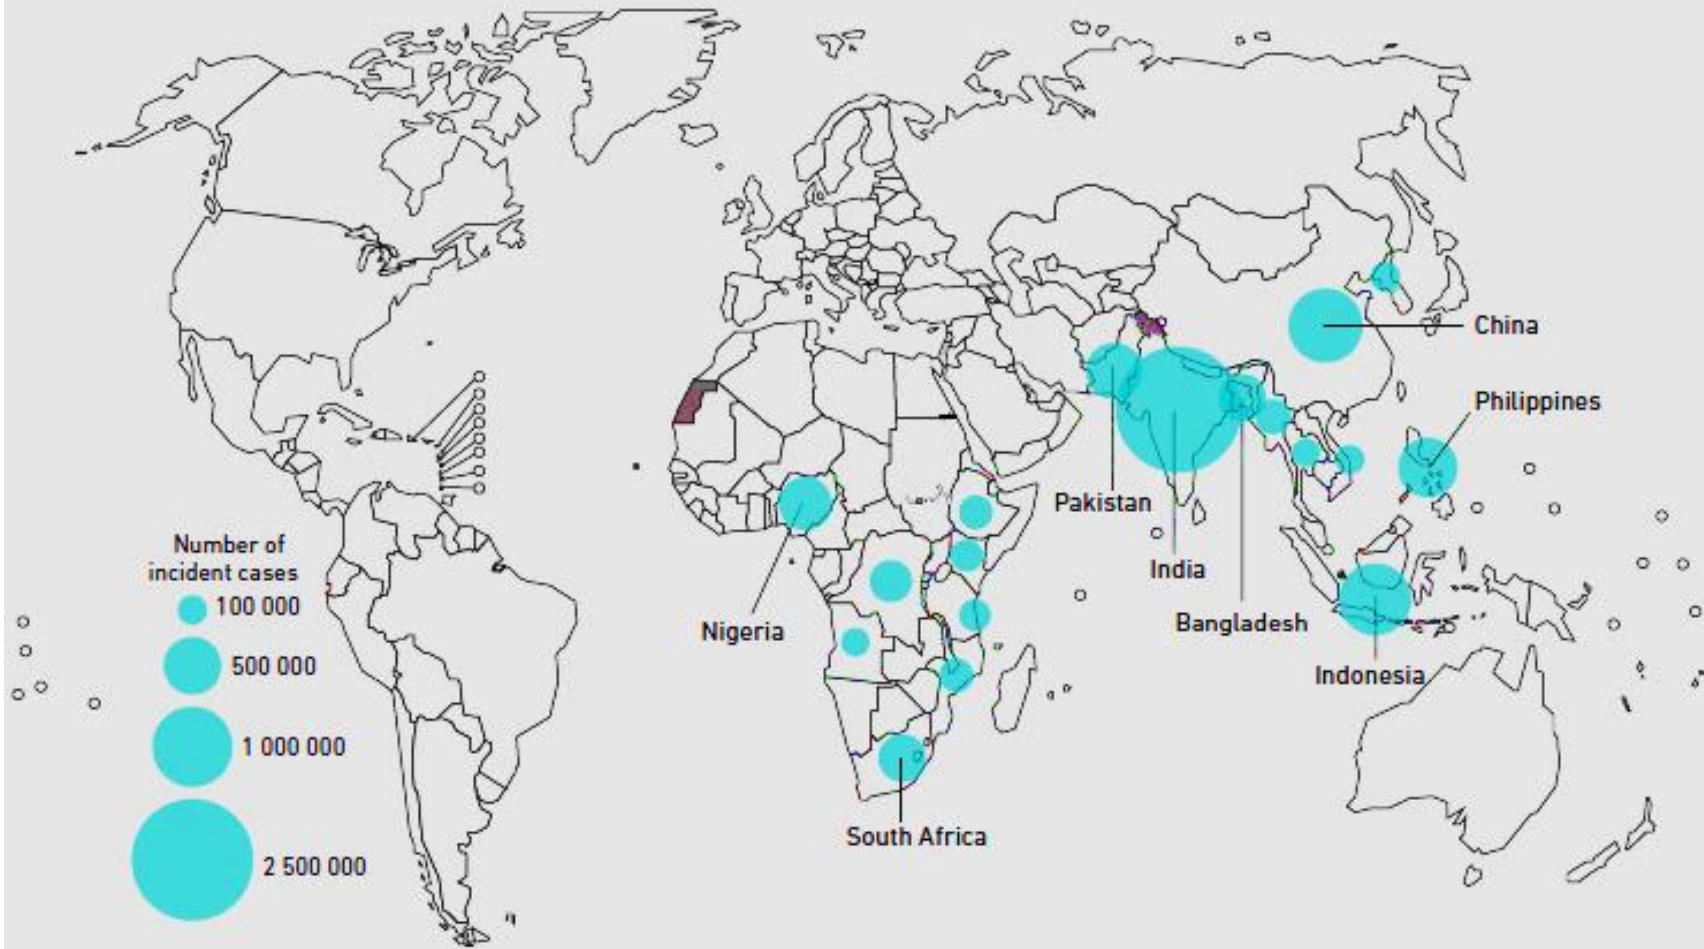 China
Philippines
Pakistan
India
Bangladesh
Indonesia
Nigeria
South Africa
Number of
incident cases
100 000
500 000
1 000 000
2 500 000